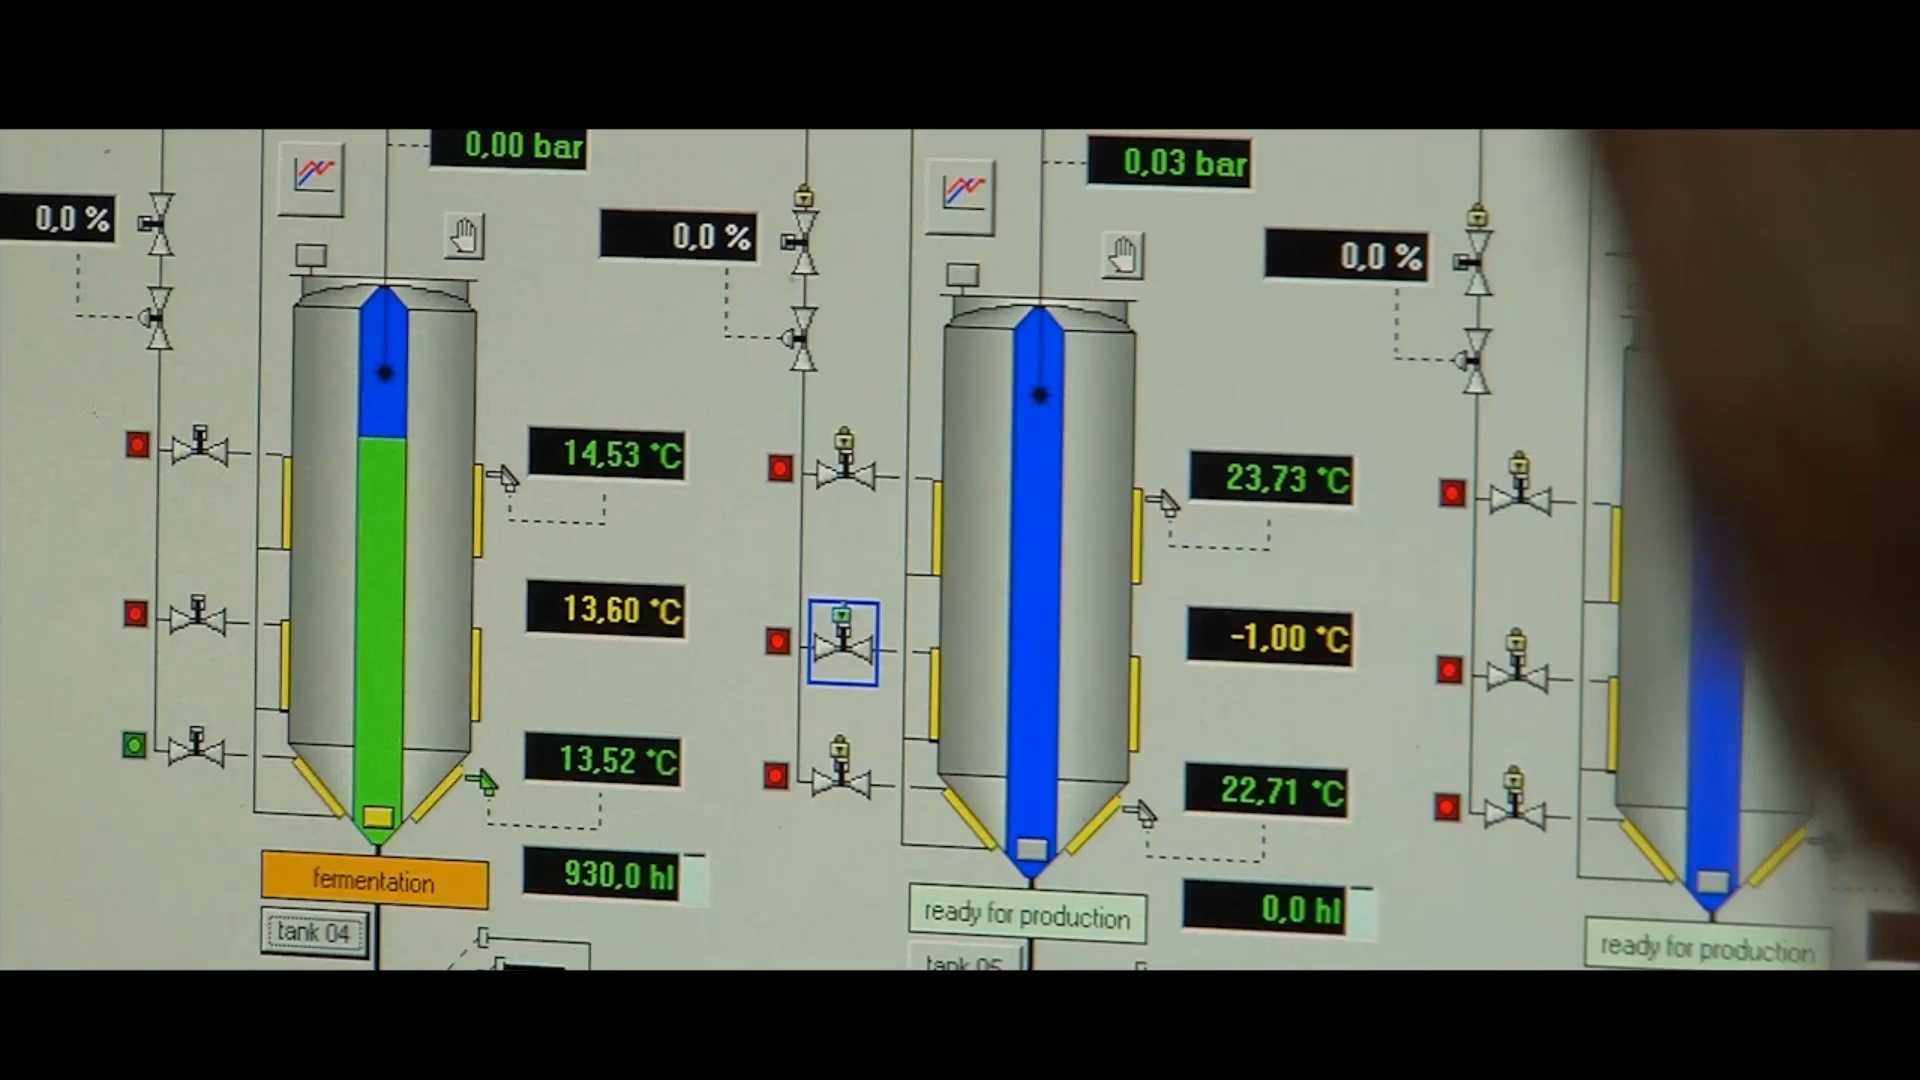 0,00 bar
0,03 bar
0,0 %
0,0 %
0,0 %
14,53 °C
23,73 °C
13,60 °C
-1,00 °C
13,52 °C
22,71 °C
930,0 hl
0,0 hl
fermentation
ready for production
ready for production
tank 04
tank 05